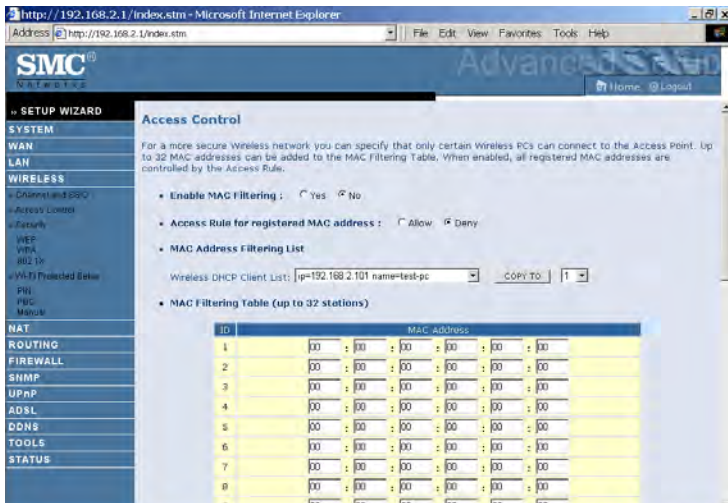 http://192.168.2.1/index.stm - Microsoft Internet Explorer
Address http://192.168.2.1/index.stm
File Edit View Favorites Tools Help
SMC®
Networks
Advanced Setup
Home Logout
» SETUP WIZARD
SYSTEM
WAN
LAN
WIRELESS
» Channel and SSID
» Access Control
» Security
WEP
WPA
802.1X
» Wi-Fi Protected Setup
PIN
PBC
Manual
NAT
ROUTING
FIREWALL
SNMP
UPnP
ADSL
DDNS
TOOLS
STATUS
Access Control
For a more secure Wireless network you can specify that only certain Wireless PCs can connect to the Access Point. Up
to 32 MAC addresses can be added to the MAC Filtering Table. When enabled, all registered MAC addresses are
controlled by the Access Rule.
• Enable MAC Filtering : Yes No
• Access Rule for registered MAC address : Allow Deny
• MAC Address Filtering List
Wireless DHCP Client List: ip=192.168.2.101 name=test-pc COPY TO 1
• MAC Filtering Table (up to 32 stations)
ID MAC Address
1 00 : 00 : 00 : 00 : 00 : 00
2 00 : 00 : 00 : 00 : 00 : 00
3 00 : 00 : 00 : 00 : 00 : 00
4 00 : 00 : 00 : 00 : 00 : 00
5 00 : 00 : 00 : 00 : 00 : 00
6 00 : 00 : 00 : 00 : 00 : 00
7 00 : 00 : 00 : 00 : 00 : 00
8 00 : 00 : 00 : 00 : 00 : 00